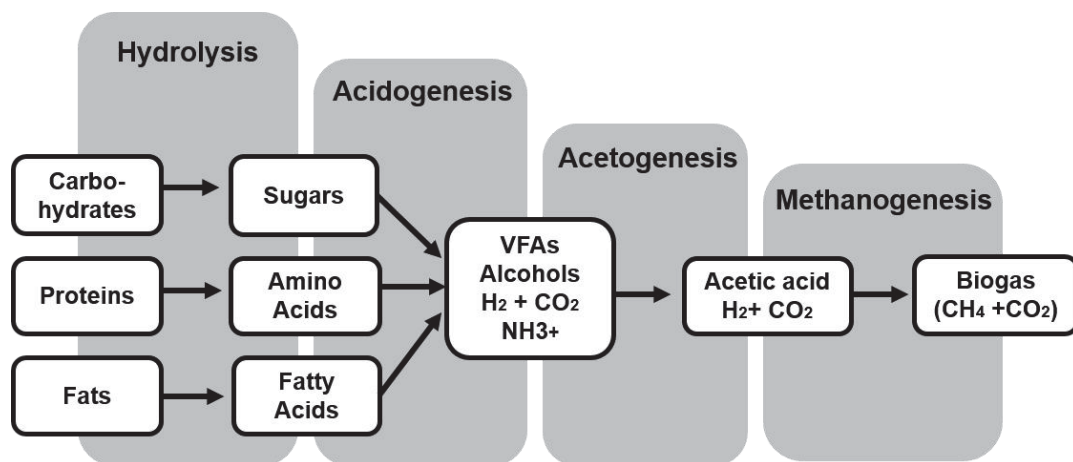 Hydrolysis
Acidogenesis
Acetogenesis
Methanogenesis
Carbo-
hydrates
Sugars
Proteins
Amino
Acids
Fats
Fatty
Acids
VFAs
Alcohols
H₂ + CO₂
NH3+
Acetic acid
H₂+ CO₂
Biogas
(CH₄ +CO₂)